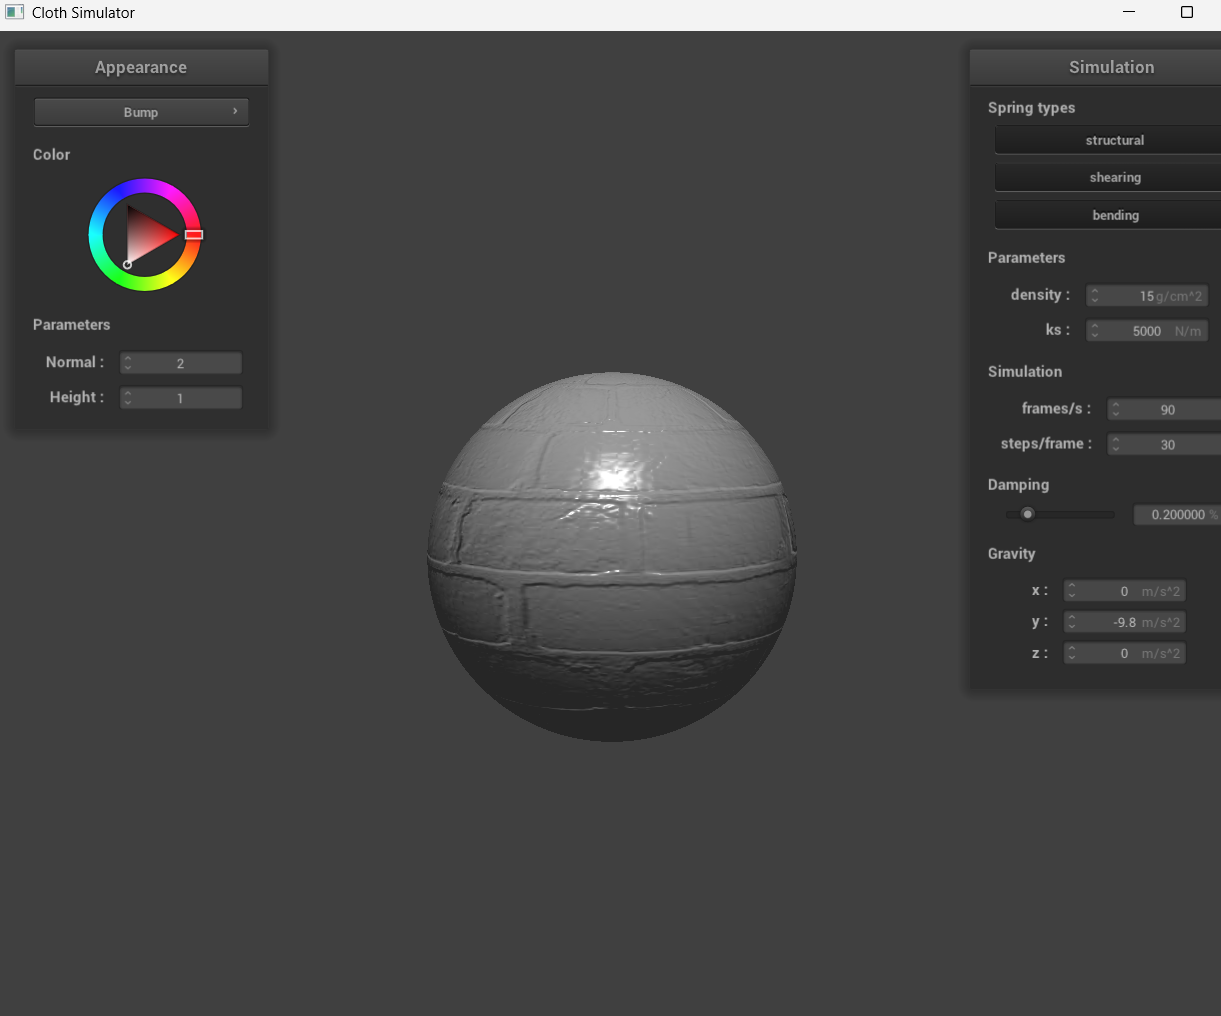 Cloth Simulator
Appearance
Bump
Color
Parameters
Normal : 2
Height : 1
Simulation
Spring types
structural
shearing
bending
Parameters
density : 15 g/cm^2
ks : 5000 N/m
Simulation
frames/s : 90
steps/frame : 30
Damping
0.200000 %
Gravity
x : 0 m/s^2
y : -9.8 m/s^2
z : 0 m/s^2